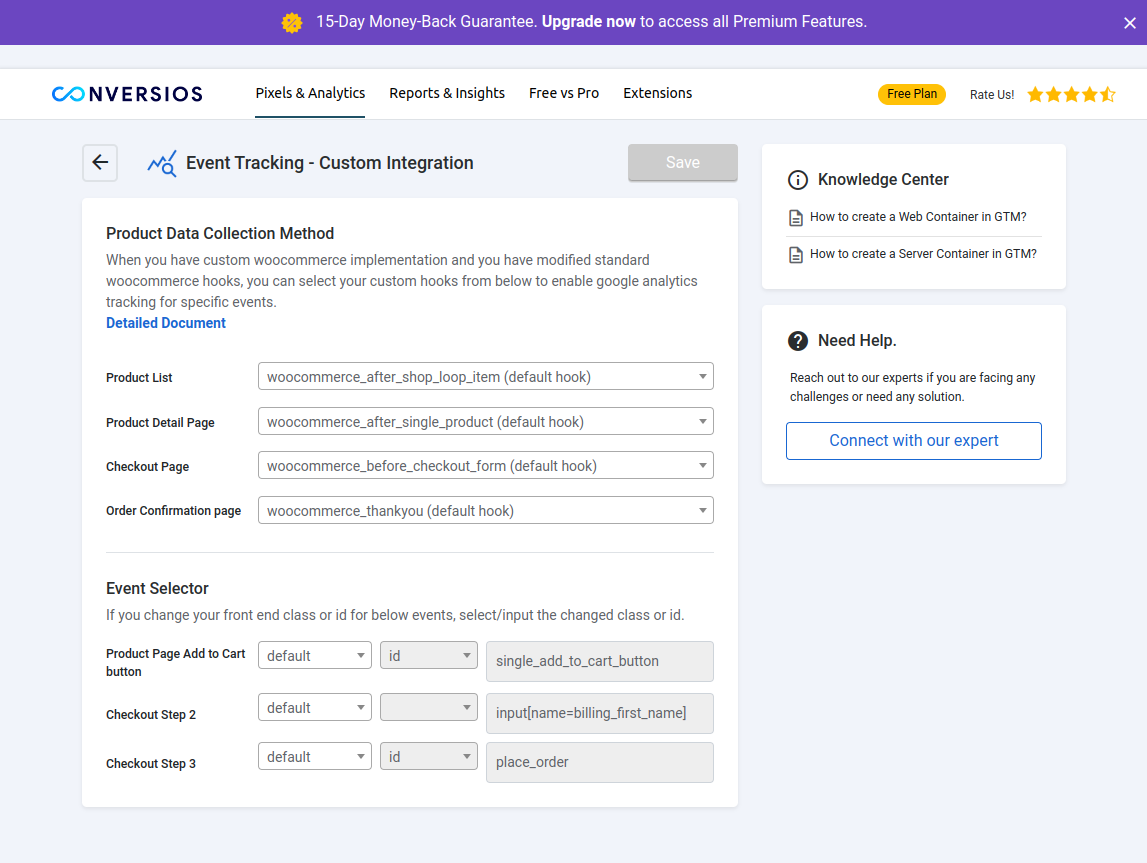 15-Day Money-Back Guarantee. Upgrade now to access all Premium Features.
CONVERSIOS
Pixels & Analytics
Reports & Insights
Free vs Pro
Extensions
Free Plan
Rate Us!
Event Tracking - Custom Integration
Save
Product Data Collection Method
When you have custom woocommerce implementation and you have modified standard
woocommerce hooks, you can select your custom hooks from below to enable google analytics
tracking for specific events.
Detailed Document
Product List
woocommerce_after_shop_loop_item (default hook)
Product Detail Page
woocommerce_after_single_product (default hook)
Checkout Page
woocommerce_before_checkout_form (default hook)
Order Confirmation page
woocommerce_thankyou (default hook)
Event Selector
If you change your front end class or id for below events, select/input the changed class or id.
Product Page Add to Cart
button
default
id
single_add_to_cart_button
Checkout Step 2
default
input[name=billing_first_name]
Checkout Step 3
default
id
place_order
Knowledge Center
How to create a Web Container in GTM?
How to create a Server Container in GTM?
Need Help.
Reach out to our experts if you are facing any
challenges or need any solution.
Connect with our expert